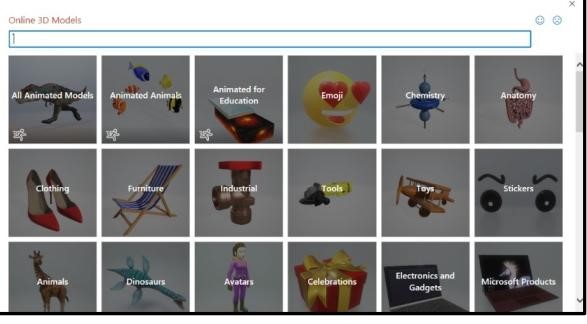 Online 3D Models
All Animated Models
Animated Animals
Animated for
Education
Emoji
Chemistry
Anatomy
Clothing
Furniture
Industrial
Tools
Toys
Stickers
Animals
Dinosaurs
Avatars
Celebrations
Electronics and
Gadgets
Microsoft Products